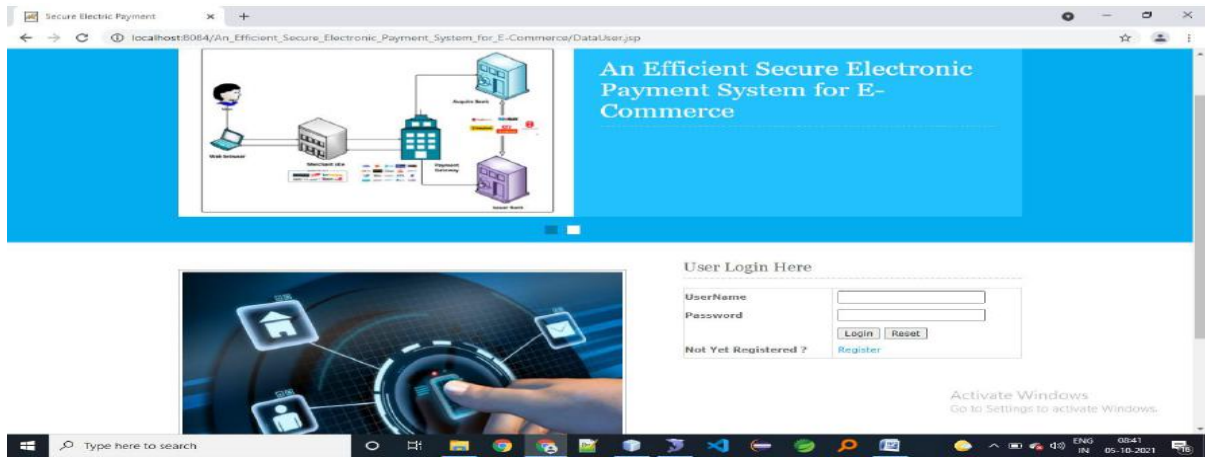 Secure Electric Payment
localhost:8084/An_Efficient_Secure_Electronic_Payment_System_for_E-Commerce/DataUser.jsp
An Efficient Secure Electronic
Payment System for E-
Commerce
Acquire Bank
User
Web browser
Merchant site
Payment
Gateway
Issuer Bank
User Login Here
UserName
Password
Login Reset
Not Yet Registered ? Register
Activate Windows
Go to Settings to activate Windows.
Type here to search
ENG 08:41
IN 05-10-2021